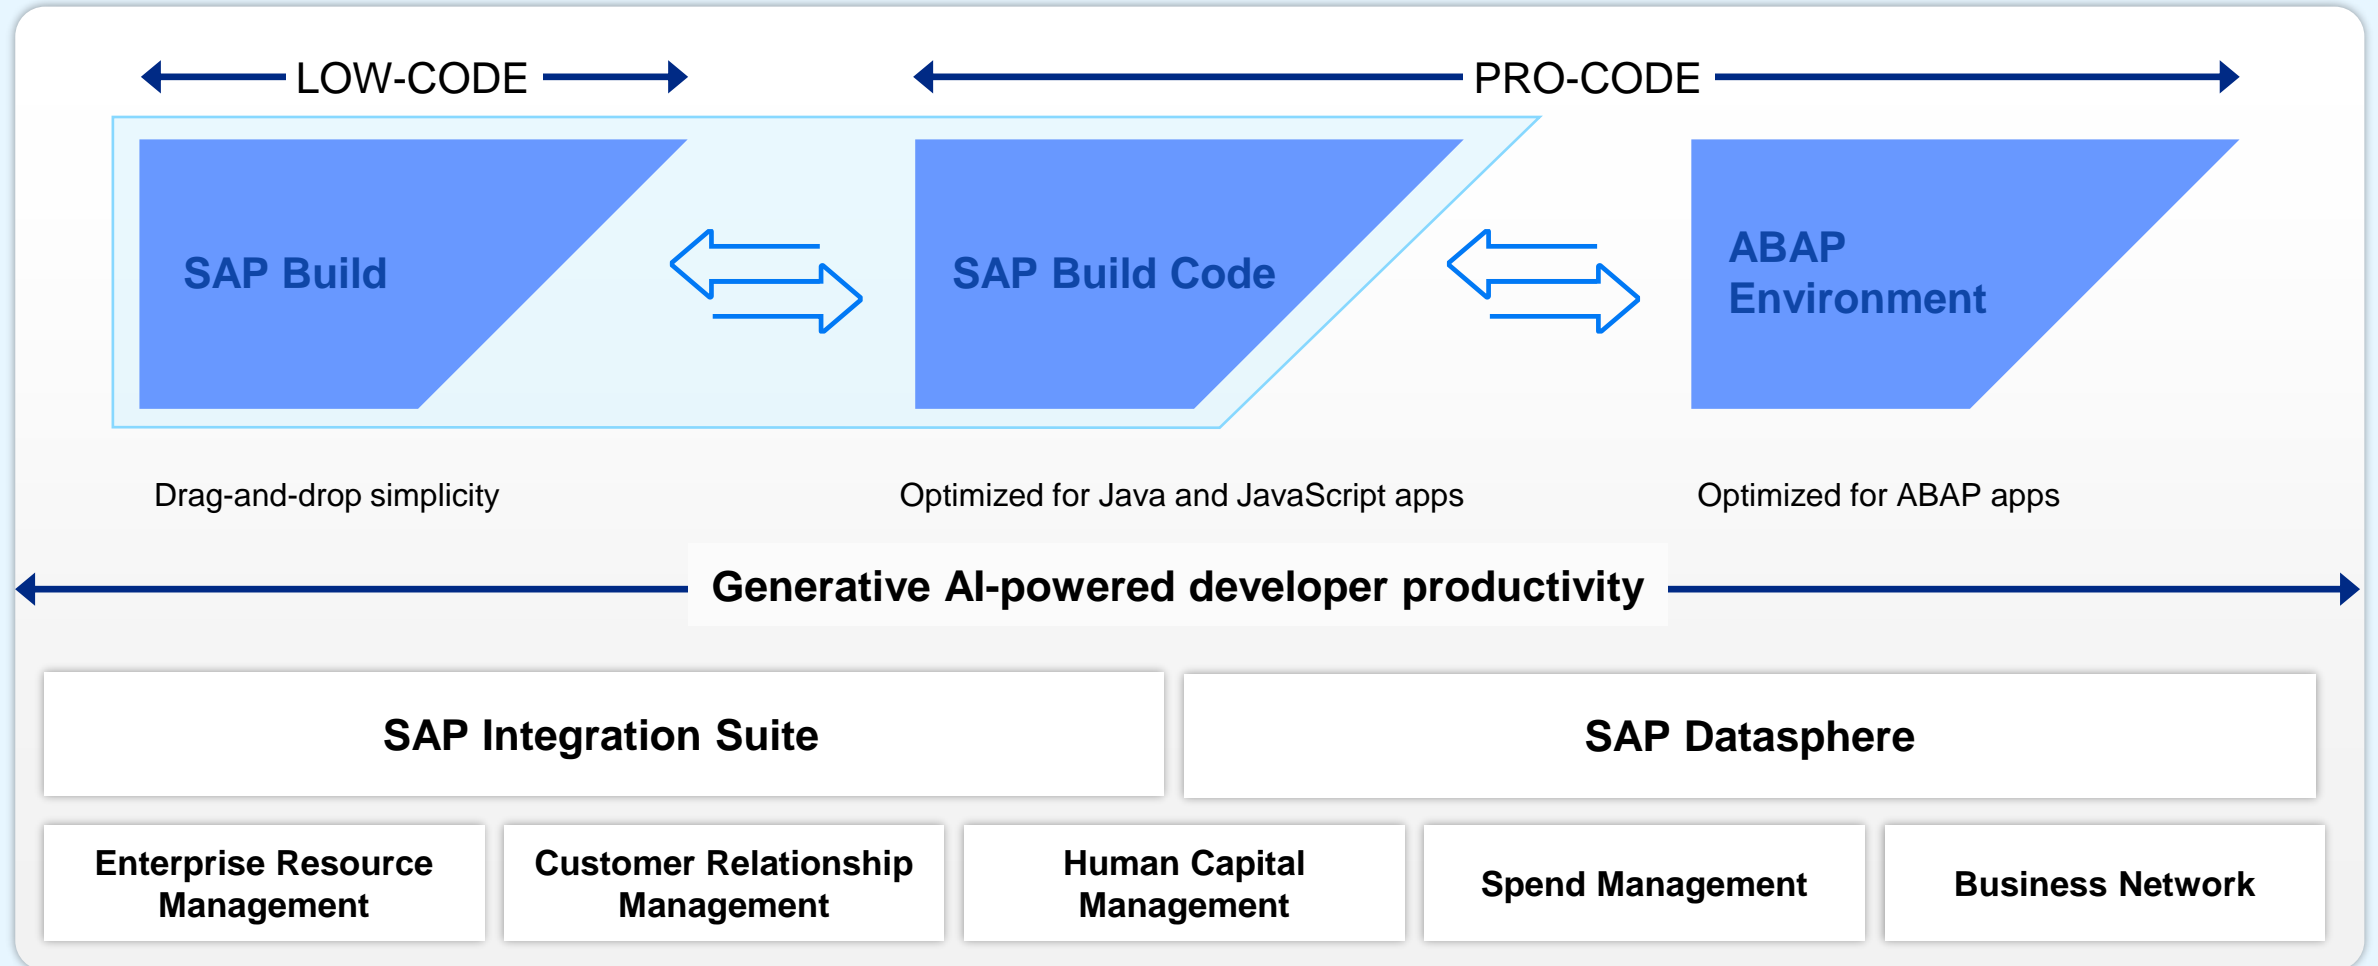 LOW-CODE
PRO-CODE
SAP Build
SAP Build Code
ABAP
Environment
Drag-and-drop simplicity
Optimized for Java and JavaScript apps
Optimized for ABAP apps
Generative AI-powered developer productivity
SAP Integration Suite
SAP Datasphere
Enterprise Resource
Management
Customer Relationship
Management
Human Capital
Management
Spend Management
Business Network